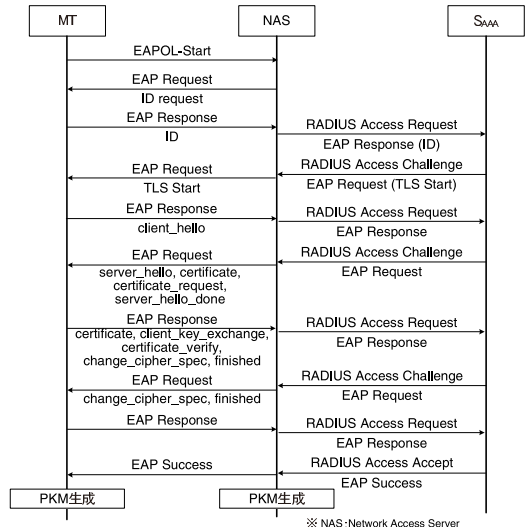 MT
NAS
SAAA
EAPOL-Start
EAP Request
ID request
EAP Response
ID
RADIUS Access Request
EAP Response (ID)
RADIUS Access Challenge
EAP Request (TLS Start)
EAP Request
TLS Start
EAP Response
client_hello
RADIUS Access Request
EAP Response
RADIUS Access Challenge
EAP Request
EAP Request
server_hello, certificate,
certificate_request,
server_hello_done
EAP Response
certificate, client_key_exchange,
certificate_verify,
change_cipher_spec, finished
RADIUS Access Request
EAP Response
RADIUS Access Challenge
EAP Request
EAP Request
change_cipher_spec, finished
EAP Response
RADIUS Access Request
EAP Response
RADIUS Access Accept
EAP Success
EAP Success
PKM生成
PKM生成
※ NAS:Network Access Server